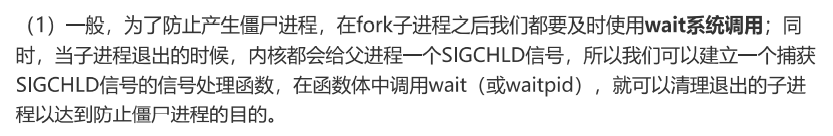 （1）一般，为了防止产生僵尸进程，在fork子进程之后我们都要及时使用wait系统调用；同
时，当子进程退出的时候，内核都会给父进程一个SIGCHLD信号，所以我们可以建立一个捕获
SIGCHLD信号的信号处理函数，在函数体中调用wait（或waitpid），就可以清理退出的子进
程以达到防止僵尸进程的目的。